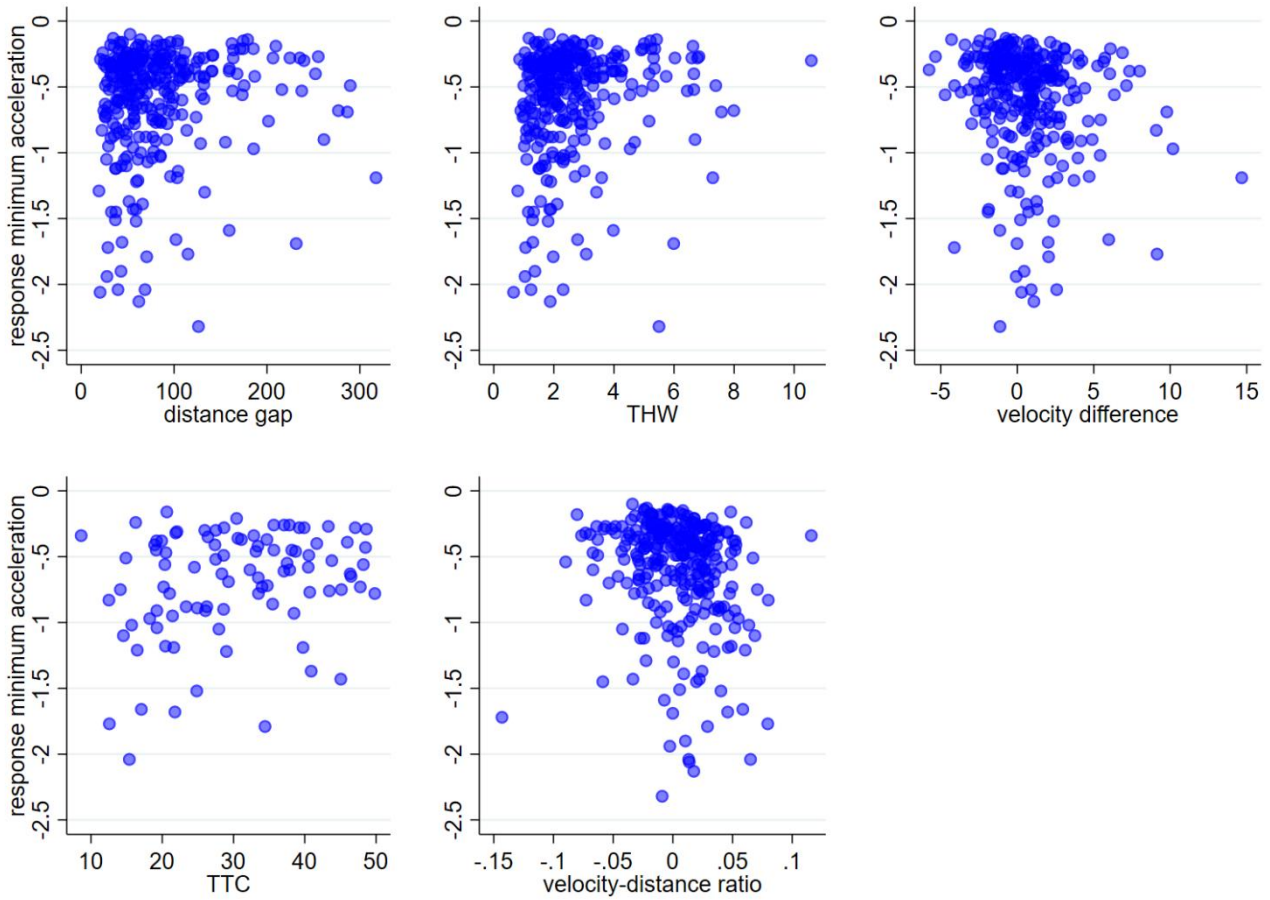 response minimum acceleration
0
-.5
-1
-1.5
-2
-2.5
0 100 200 300
distance gap
0
-.5
-1
-1.5
-2
-2.5
0 2 4 6 8 10
THW
0
-.5
-1
-1.5
-2
-2.5
-5 0 5 10 15
velocity difference
response minimum acceleration
0
-.5
-1
-1.5
-2
-2.5
10 20 30 40 50
TTC
0
-.5
-1
-1.5
-2
-2.5
-.15 -.1 -.05 0 .05 .1
velocity-distance ratio